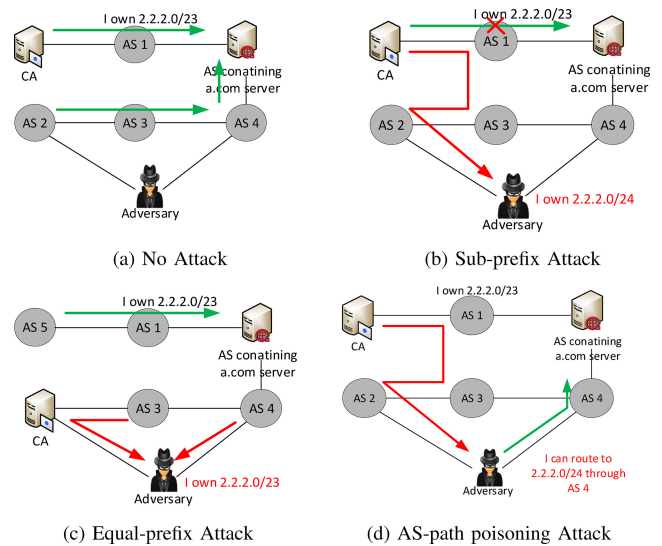 I own 2.2.2.0/23
AS 1
CA
AS conatining
a.com server
AS 2
AS 3
AS 4
Adversary
(a) No Attack
I own 2.2.2.0/23
AS 1
CA
AS conatining
a.com server
AS 2
AS 3
AS 4
I own 2.2.2.0/24
Adversary
(b) Sub-prefix Attack
I own 2.2.2.0/23
AS 5
AS 1
AS conatining
a.com server
AS 3
AS 4
CA
I own 2.2.2.0/23
Adversary
(c) Equal-prefix Attack
I own 2.2.2.0/23
AS 1
CA
AS conatining
a.com server
AS 2
AS 3
AS 4
I can route to
2.2.2.0/24 through
AS 4
Adversary
(d) AS-path poisoning Attack